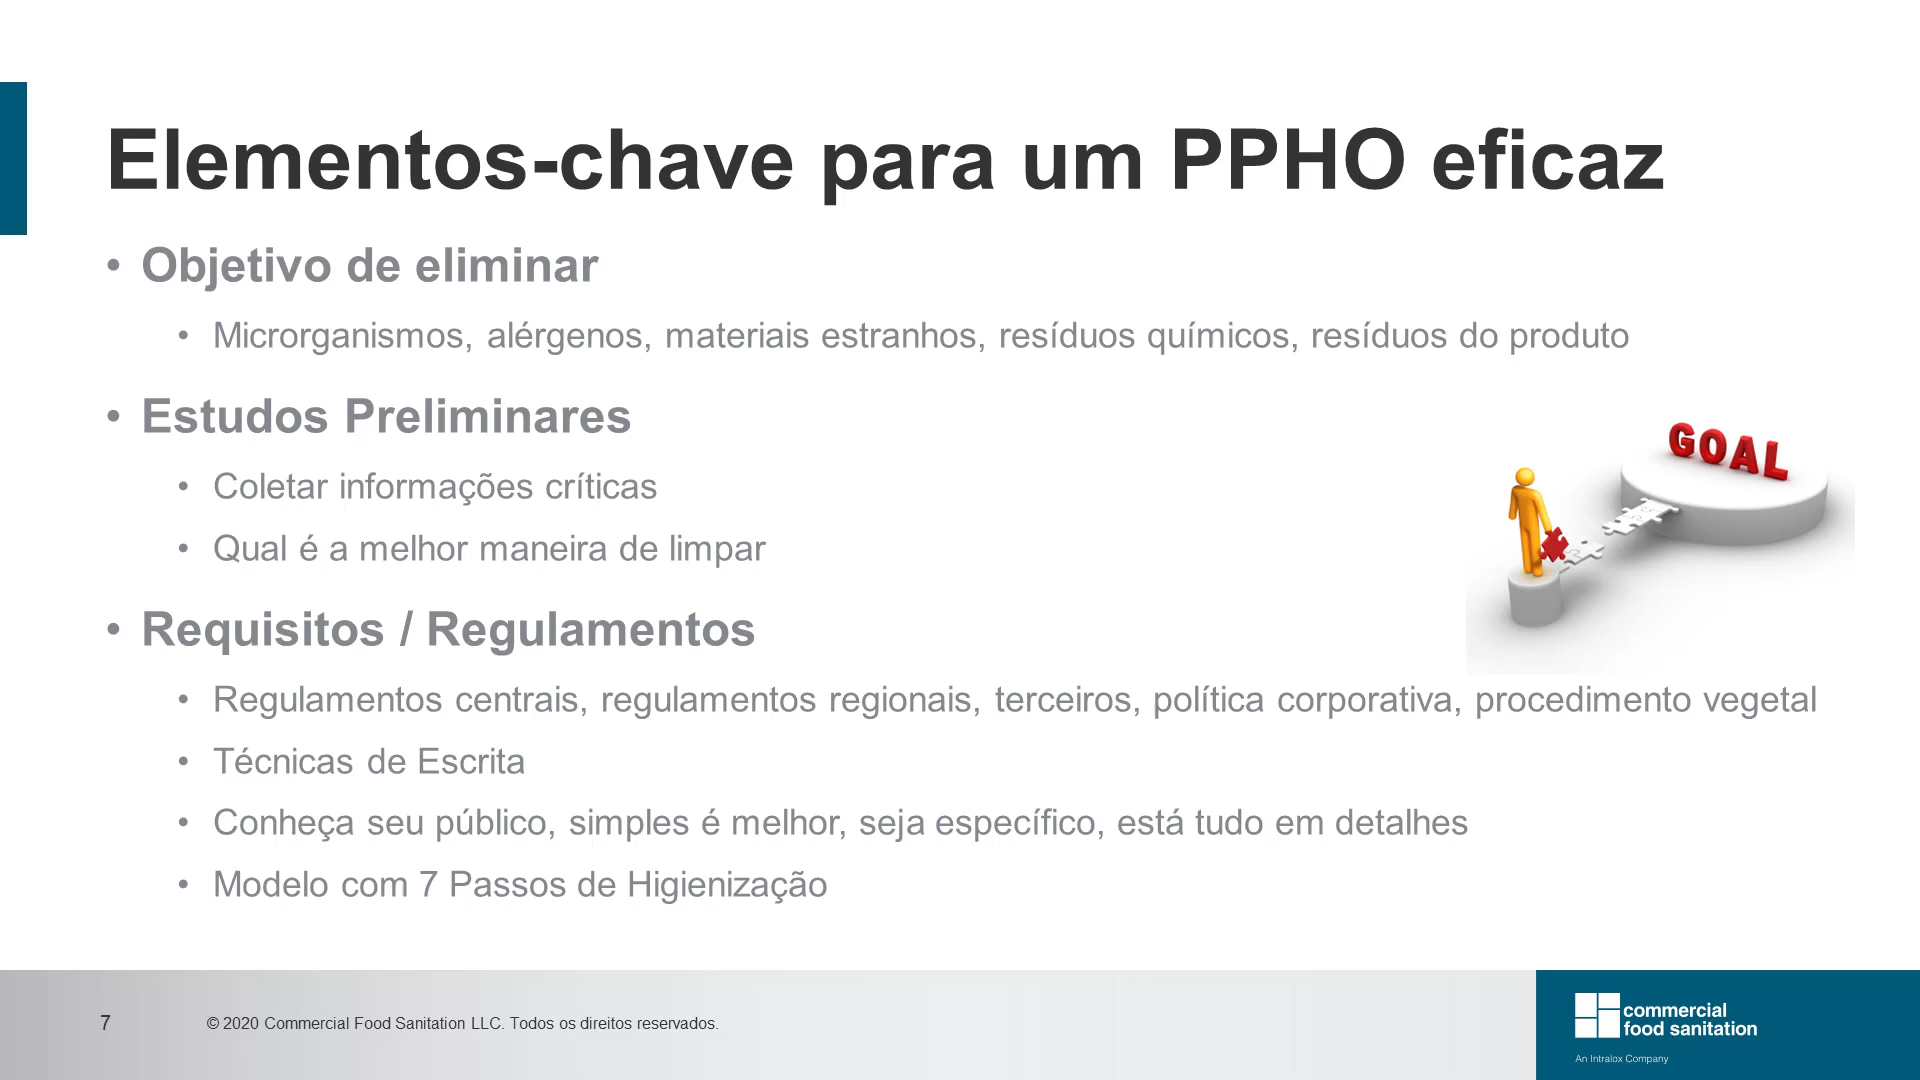 Elementos-chave para um PPHO eficaz
• Objetivo de eliminar
• Microrganismos, alérgenos, materiais estranhos, resíduos químicos, resíduos do produto
• Estudos Preliminares
• Coletar informações críticas
• Qual é a melhor maneira de limpar
GOAL
• Requisitos / Regulamentos
• Regulamentos centrais, regulamentos regionais, terceiros, política corporativa, procedimento vegetal
• Técnicas de Escrita
• Conheça seu público, simples é melhor, seja específico, está tudo em detalhes
• Modelo com 7 Passos de Higienização
7
© 2020 Commercial Food Sanitation LLC. Todos os direitos reservados.
commercial
food sanitation
An Intralox Company